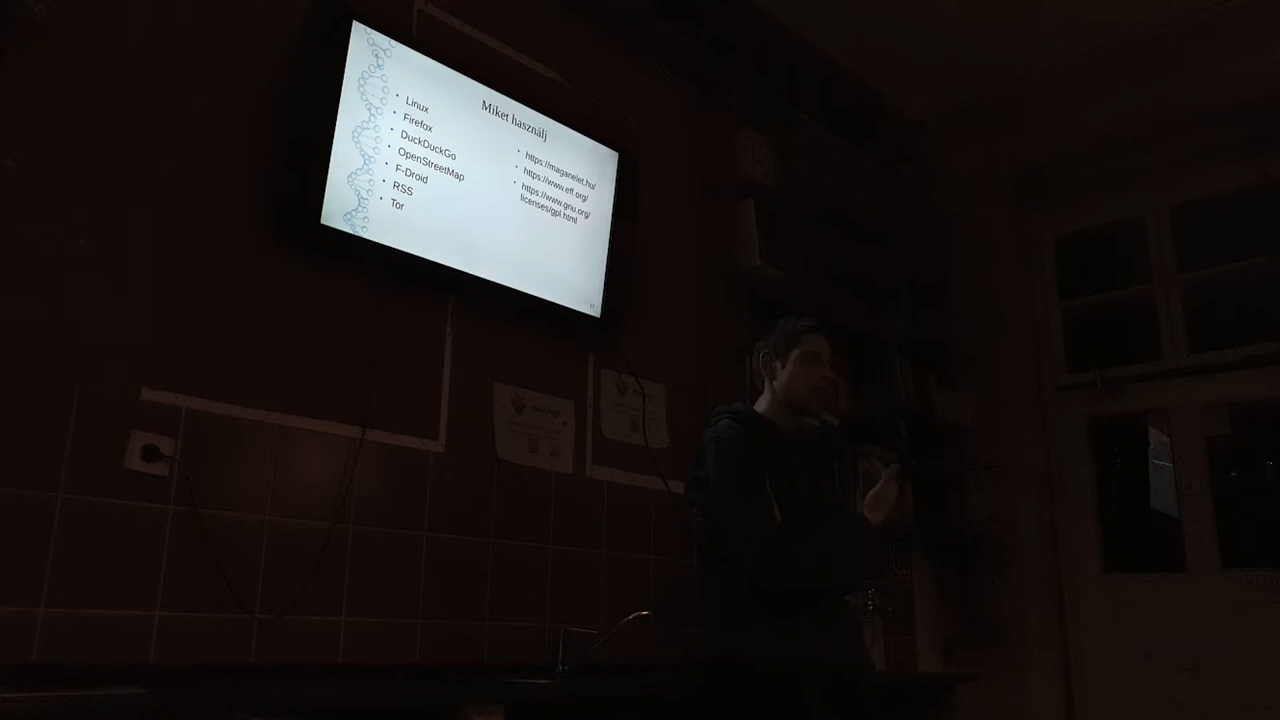 Miket használj
Linux
Firefox
DuckDuckGo
OpenStreetMap
F-Droid
RSS
Tor
https://maganelet.hu/
https://www.eff.org/
https://www.gnu.org/
licenses/gpl.html